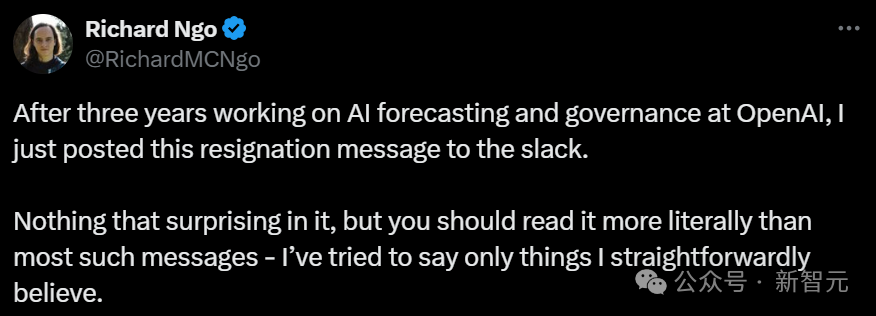 Richard Ngo
@RichardMCNgo
After three years working on AI forecasting and governance at OpenAI, I
just posted this resignation message to the slack.
Nothing that surprising in it, but you should read it more literally than
most such messages - I’ve tried to say only things I straightforwardly
believe.
公众号 · 新智元